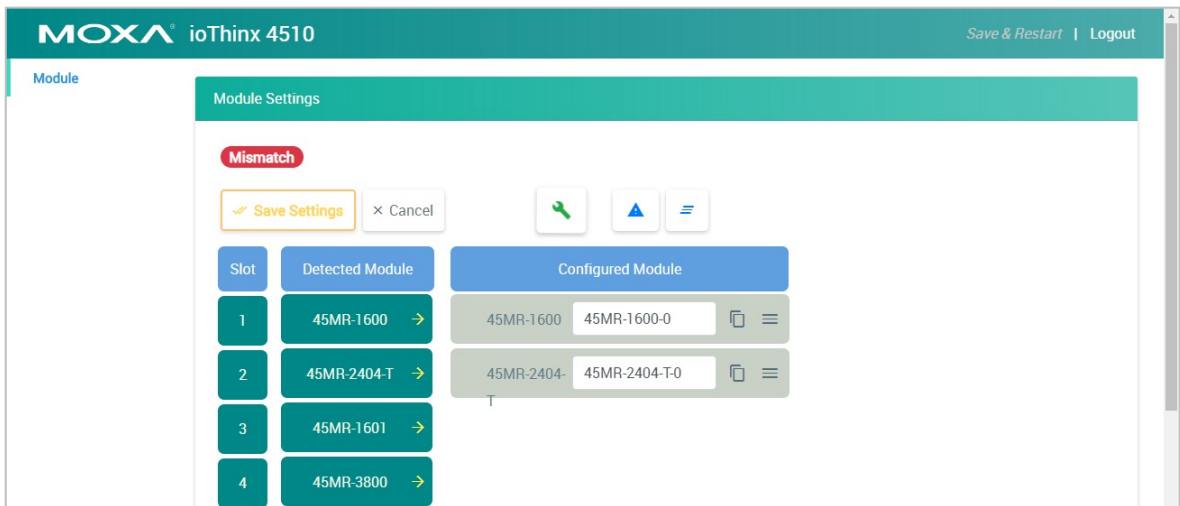 MOXA® ioThinx 4510
Save & Restart | Logout
Module
Module Settings
Mismatch
Save Settings × Cancel
Slot Detected Module Configured Module
1 45MR-1600 → 45MR-1600 45MR-1600-0
2 45MR-2404-T → 45MR-2404-T 45MR-2404-T-0
3 45MR-1601 →
4 45MR-3800 →